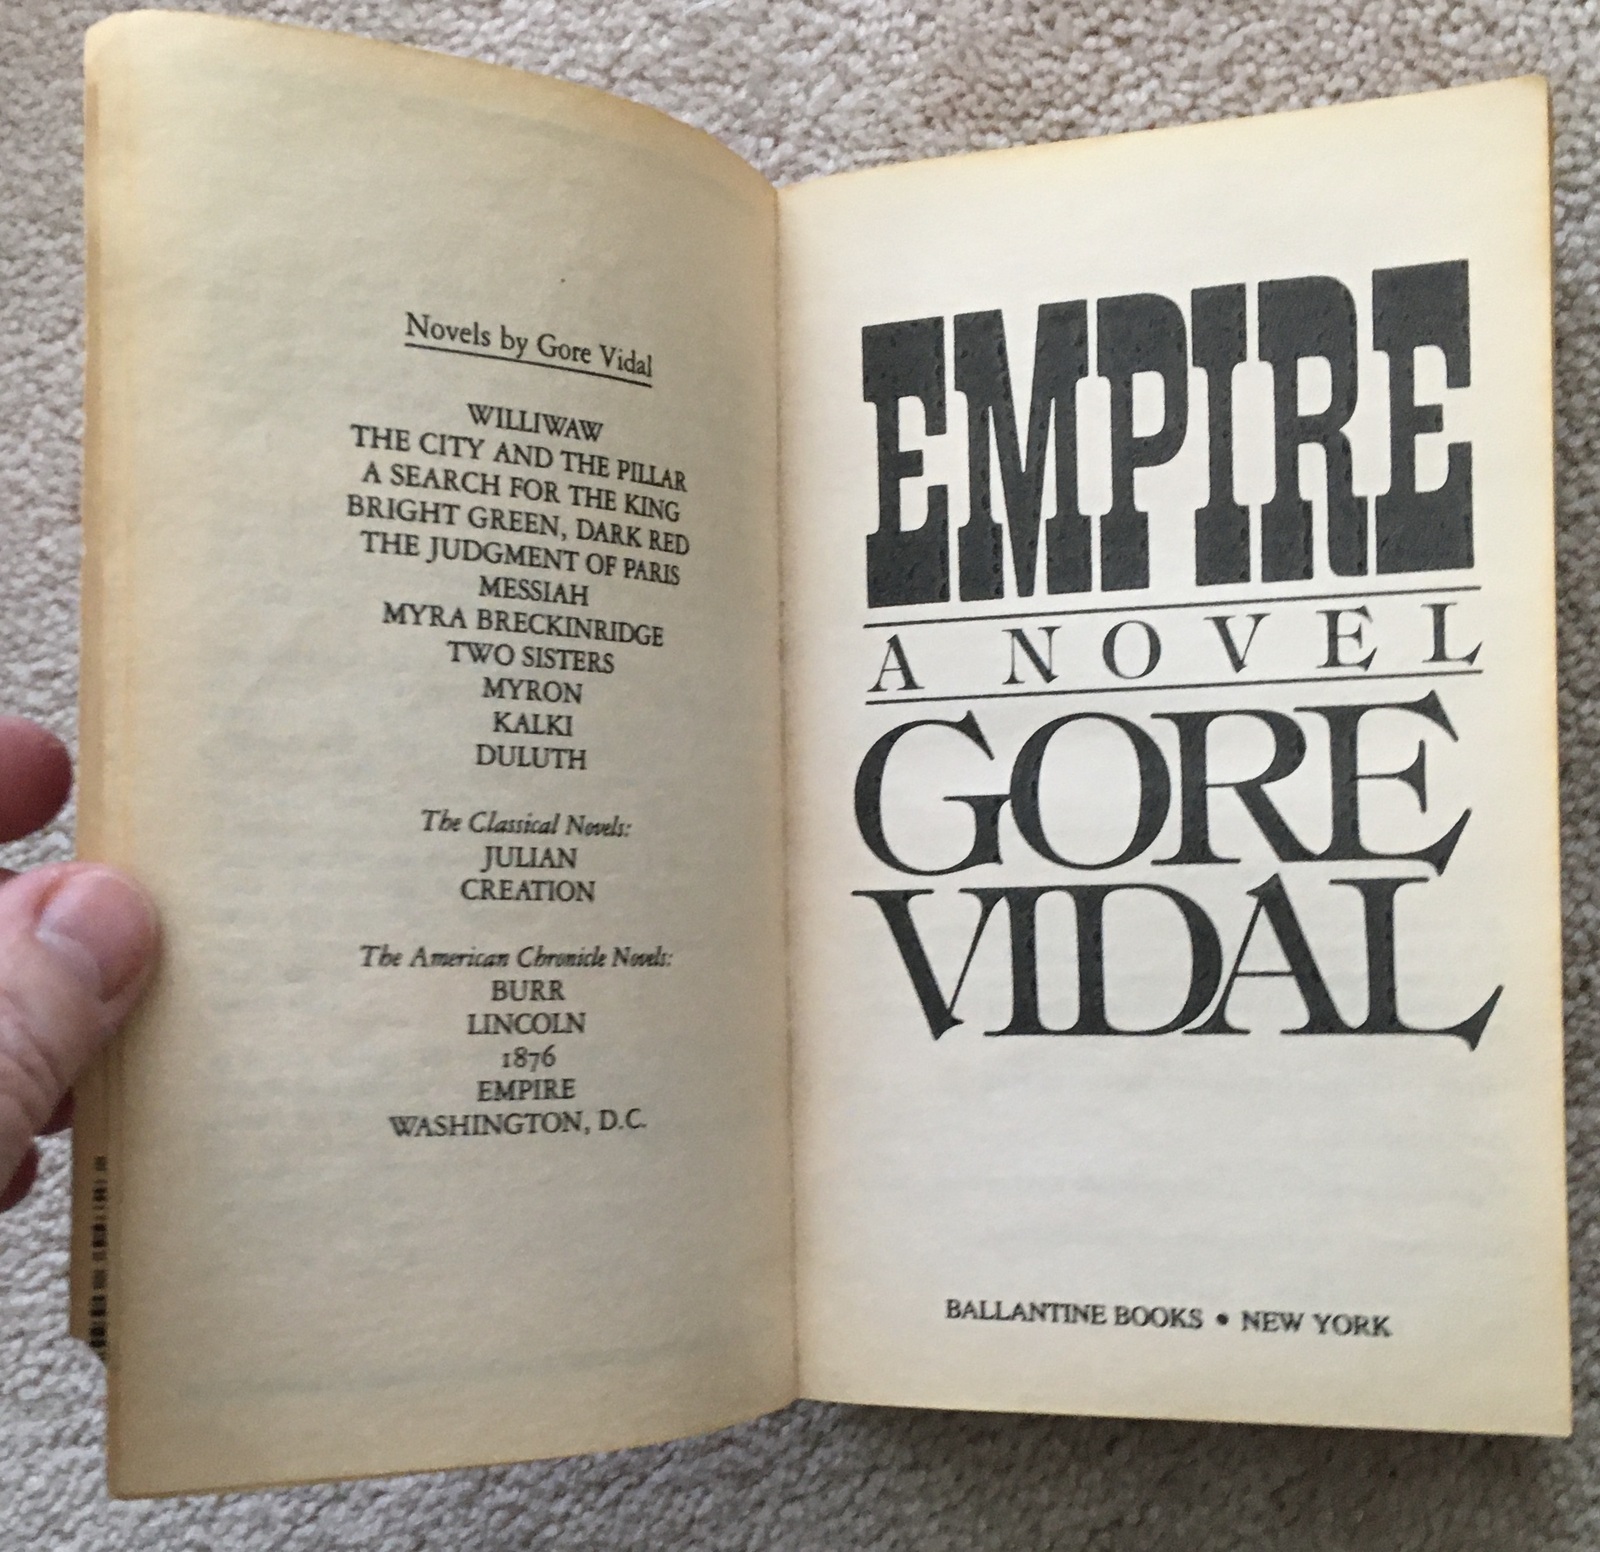 Novels by Gore Vidal
WILLIWAW
THE CITY AND THE PILLAR
A SEARCH FOR THE KING
BRIGHT GREEN, DARK RED
THE JUDGMENT OF PARIS
MESSIAH
MYRA BRECKINRIDGE
TWO SISTERS
MYRON
KALKI
DULUTH
The Classical Novels:
JULIAN
CREATION
The American Chronicle Novels:
BURR
LINCOLN
1876
EMPIRE
WASHINGTON, D.C.
EMPIRE
A NOVEL
GORE
VIDAL
BALLANTINE BOOKS • NEW YORK